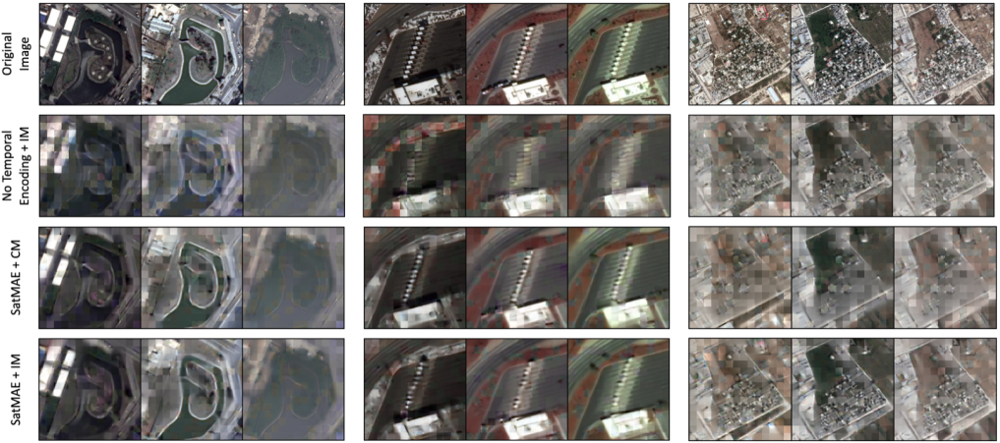 Original
Image
No Temporal
Encoding + IM
SatMAE + CM
SatMAE + IM